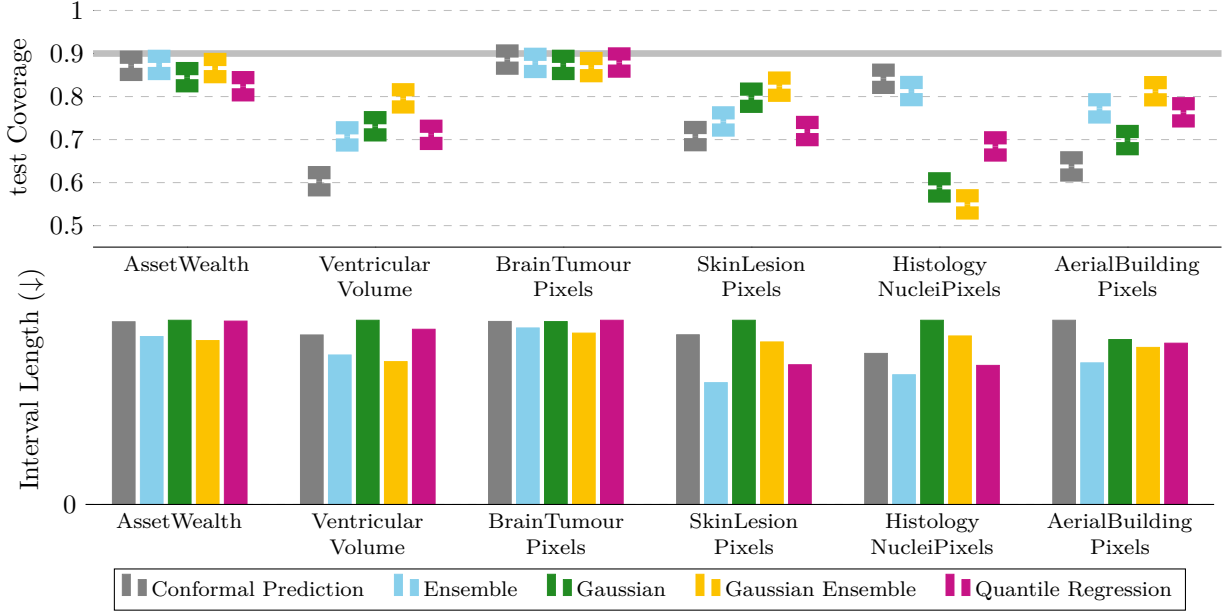 1
0.9
0.8
0.7
0.6
0.5
test Coverage
AssetWealth
Ventricular
Volume
BrainTumour
Pixels
SkinLesion
Pixels
Histology
NucleiPixels
AerialBuilding
Pixels
Interval Length (↓)
0
AssetWealth
Ventricular
Volume
BrainTumour
Pixels
SkinLesion
Pixels
Histology
NucleiPixels
AerialBuilding
Pixels
Conformal Prediction
Ensemble
Gaussian
Gaussian Ensemble
Quantile Regression